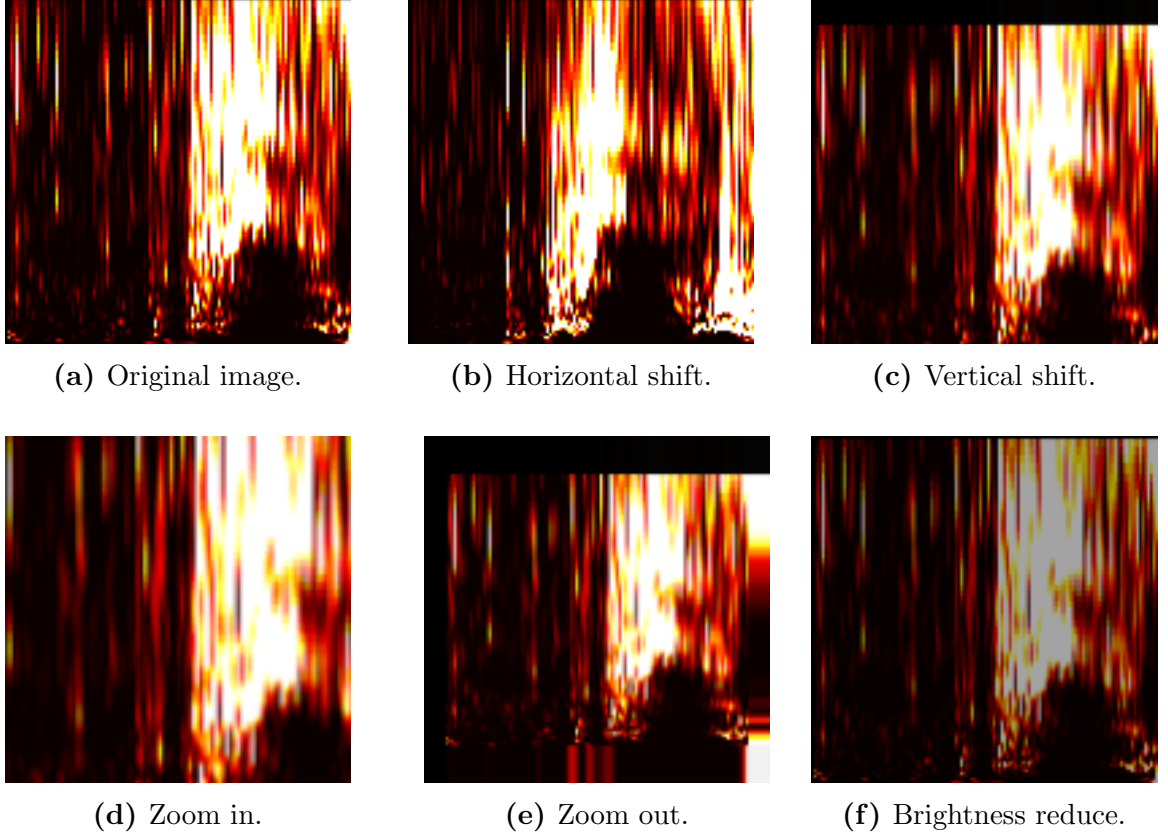 (a) Original image.
(b) Horizontal shift.
(c) Vertical shift.
(d) Zoom in.
(e) Zoom out.
(f) Brightness reduce.